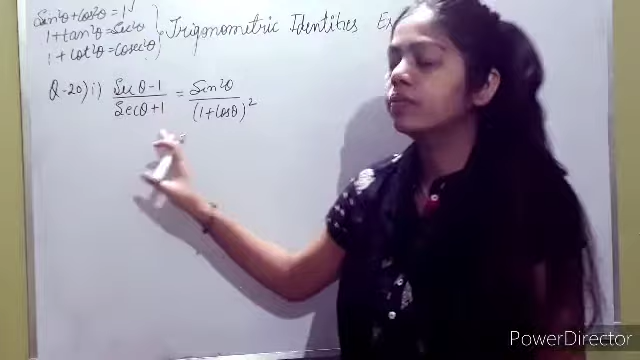 Sin²θ+Cos²θ = 1
1+tan²θ = Sec²θ
1 + cot²θ = Cosec²θ
Trigonometric Identities Ex
Q-20) i) Secθ-1 / Secθ+1 = Sin²θ / (1+Cosθ)²
PowerDirector